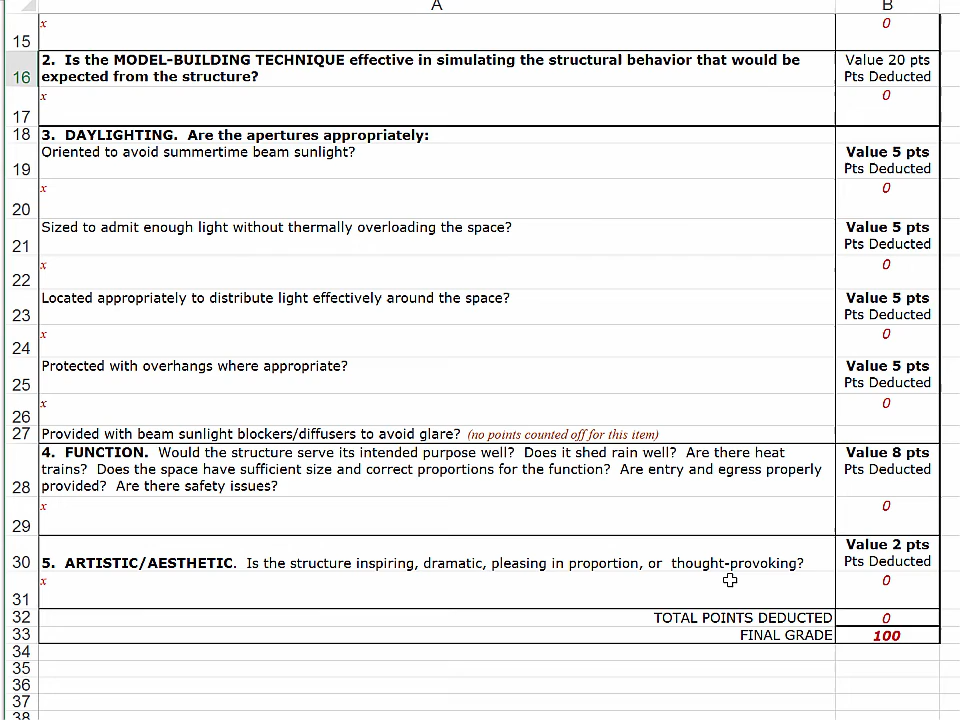 A B
15 x 0
16 2. Is the MODEL-BUILDING TECHNIQUE effective in simulating the structural behavior that would be Value 20 pts
expected from the structure? Pts Deducted
17 x 0
18 3. DAYLIGHTING. Are the apertures appropriately:
19 Oriented to avoid summertime beam sunlight? Value 5 pts
Pts Deducted
20 x 0
21 Sized to admit enough light without thermally overloading the space? Value 5 pts
Pts Deducted
22 x 0
23 Located appropriately to distribute light effectively around the space? Value 5 pts
Pts Deducted
24 x 0
25 Protected with overhangs where appropriate? Value 5 pts
Pts Deducted
26 x 0
27 Provided with beam sunlight blockers/diffusers to avoid glare? (no points counted off for this item)
28 4. FUNCTION. Would the structure serve its intended purpose well? Does it shed rain well? Are there heat Value 8 pts
trains? Does the space have sufficient size and correct proportions for the function? Are entry and egress properly Pts Deducted
provided? Are there safety issues?
29 x 0
Value 2 pts
30 5. ARTISTIC/AESTHETIC. Is the structure inspiring, dramatic, pleasing in proportion, or thought-provoking? Pts Deducted
31 x 0
32 TOTAL POINTS DEDUCTED 0
33 FINAL GRADE 100
34
35
36
37
38